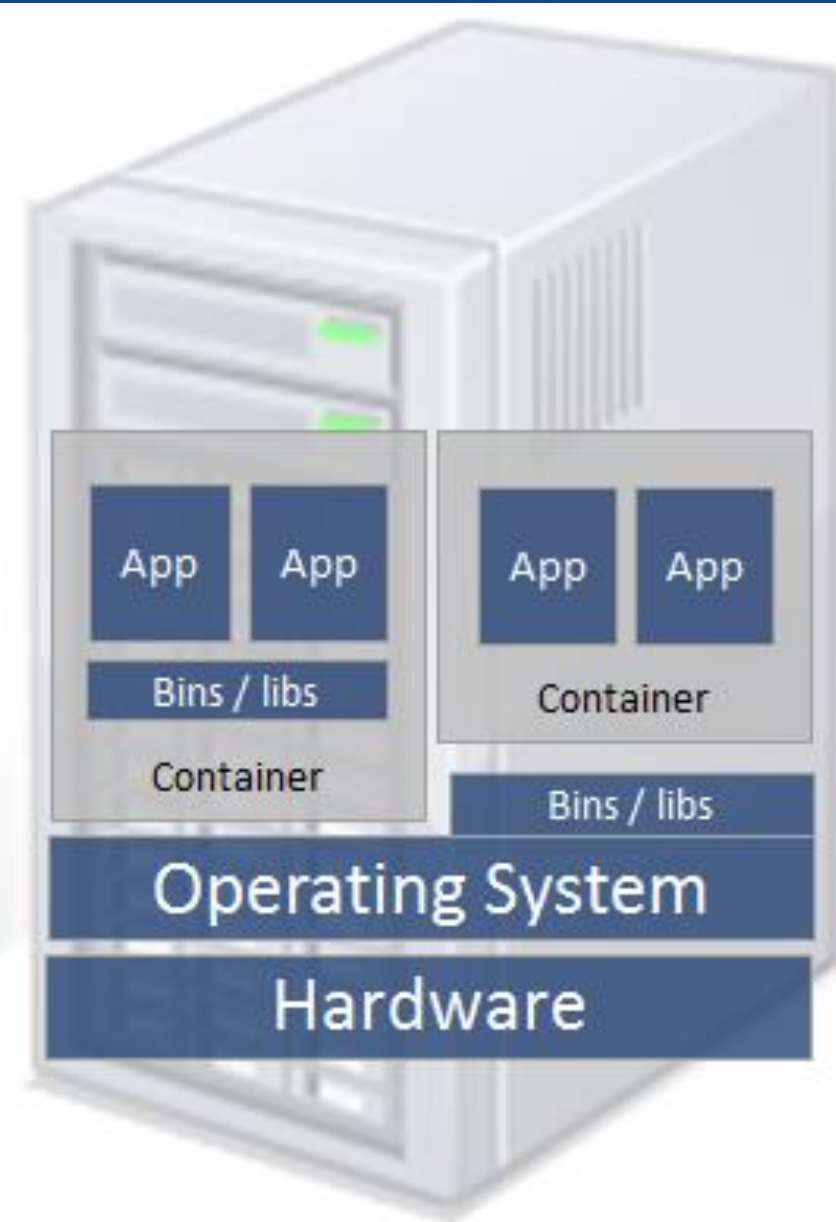 App App App App
Bins / libs
Container
Container
Bins / libs
Operating System
Hardware